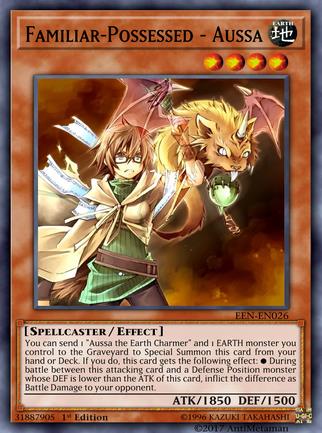 FAMILIAR-POSSESSED - AUSSA
EARTH
地
EEN-EN026
[SPELLCASTER / EFFECT]
You can send 1 "Aussa the Earth Charmer" and 1 EARTH monster you
control to the Graveyard to Special Summon this card from your
hand or Deck. If you do, this card gets the following effect: ● During
battle between this attacking card and a Defense Position monster
whose DEF is lower than the ATK of this card, inflict the difference as
Battle Damage to your opponent.
ATK/1850 DEF/1500
31887905 1st Edition ©1996 KAZUKI TAKAHASHI
©2017 AntiMetaman